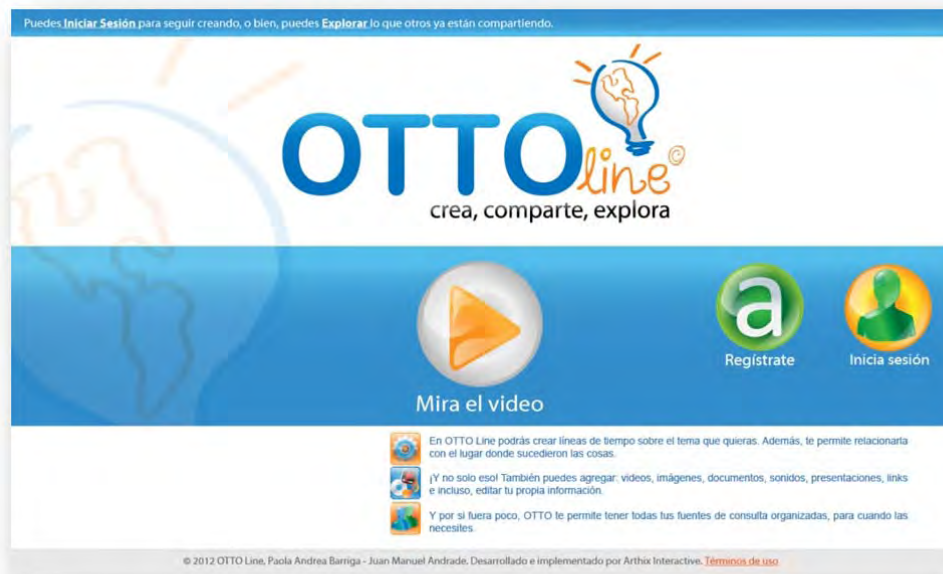 Puedes Iniciar Sesión para seguir creando, o bien, puedes Explorar lo que otros ya están compartiendo.
OTTO line ©
crea, comparte, explora
a
Regístrate
Inicia sesión
Mira el video
En OTTO Line podrás crear líneas de tiempo sobre el tema que quieras. Además, te permite relacionarla
con el lugar donde sucedieron las cosas.
¡Y no solo eso! También puedes agregar: videos, imágenes, documentos, sonidos, presentaciones, links
e incluso, editar tu propia información.
Y por si fuera poco, OTTO te permite tener todas tus fuentes de consulta organizadas, para cuando las
necesites.
© 2012 OTTO Line, Paola Andrea Barriga - Juan Manuel Andrade. Desarrollado e implementado por Arthix Interactive. Términos de uso